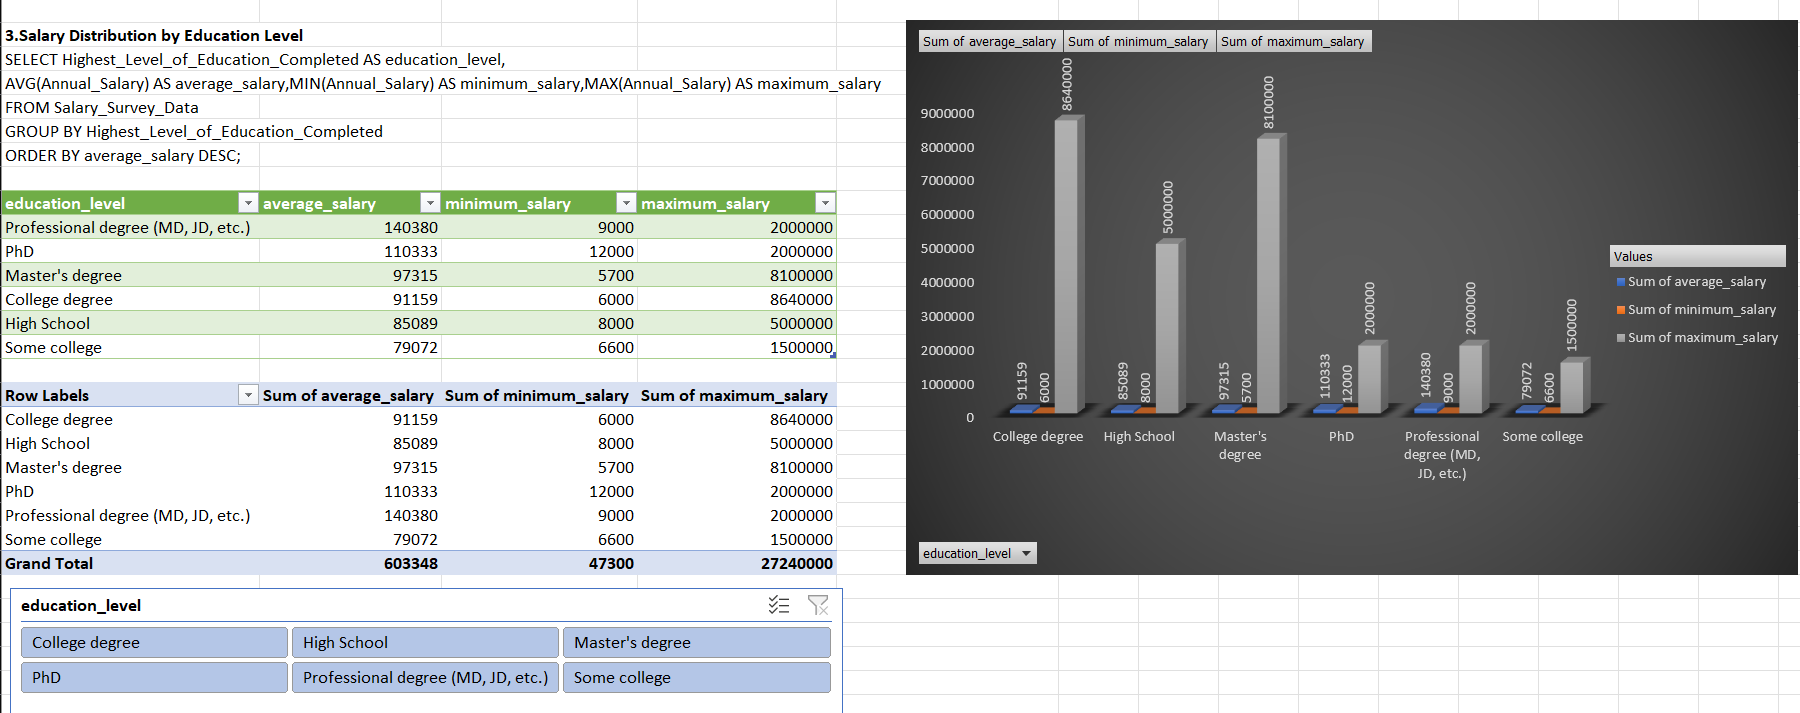 3.Salary Distribution by Education Level
SELECT Highest_Level_of_Education_Completed AS education_level,
AVG(Annual_Salary) AS average_salary,MIN(Annual_Salary) AS minimum_salary,MAX(Annual_Salary) AS maximum_salary
FROM Salary_Survey_Data
GROUP BY Highest_Level_of_Education_Completed
ORDER BY average_salary DESC;
education_level average_salary minimum_salary maximum_salary
Professional degree (MD, JD, etc.) 140380 9000 2000000
PhD 110333 12000 2000000
Master's degree 97315 5700 8100000
College degree 91159 6000 8640000
High School 85089 8000 5000000
Some college 79072 6600 1500000
Row Labels Sum of average_salary Sum of minimum_salary Sum of maximum_salary
College degree 91159 6000 8640000
High School 85089 8000 5000000
Master's degree 97315 5700 8100000
PhD 110333 12000 2000000
Professional degree (MD, JD, etc.) 140380 9000 2000000
Some college 79072 6600 1500000
Grand Total 603348 47300 27240000
education_level
College degree High School Master's degree
PhD Professional degree (MD, JD, etc.) Some college
Sum of average_salary Sum of minimum_salary Sum of maximum_salary
9000000
8000000
7000000
6000000
5000000
4000000
3000000
2000000
1000000
0
91159 6000 8640000
85089 8000 5000000
97315 5700 8100000
110333 12000 2000000
140380 9000 2000000
79072 6600 1500000
College degree High School Master's PhD Professional Some college
degree degree (MD,
JD, etc.)
Values
Sum of average_salary
Sum of minimum_salary
Sum of maximum_salary
education_level